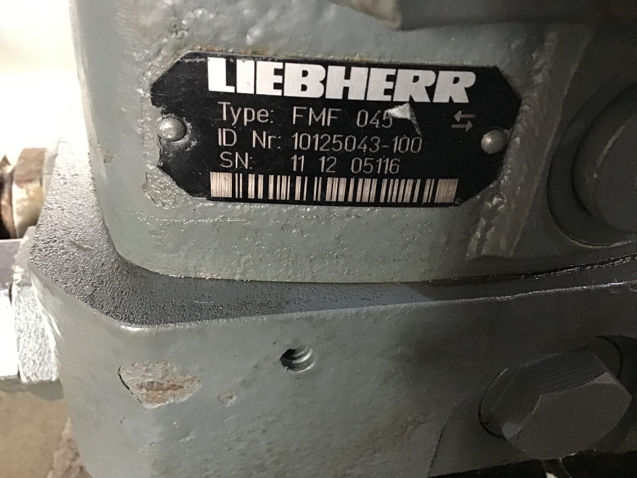 LIEBHERR
Type: FMF 045
ID Nr: 10125043-100
SN: 11 12 05116